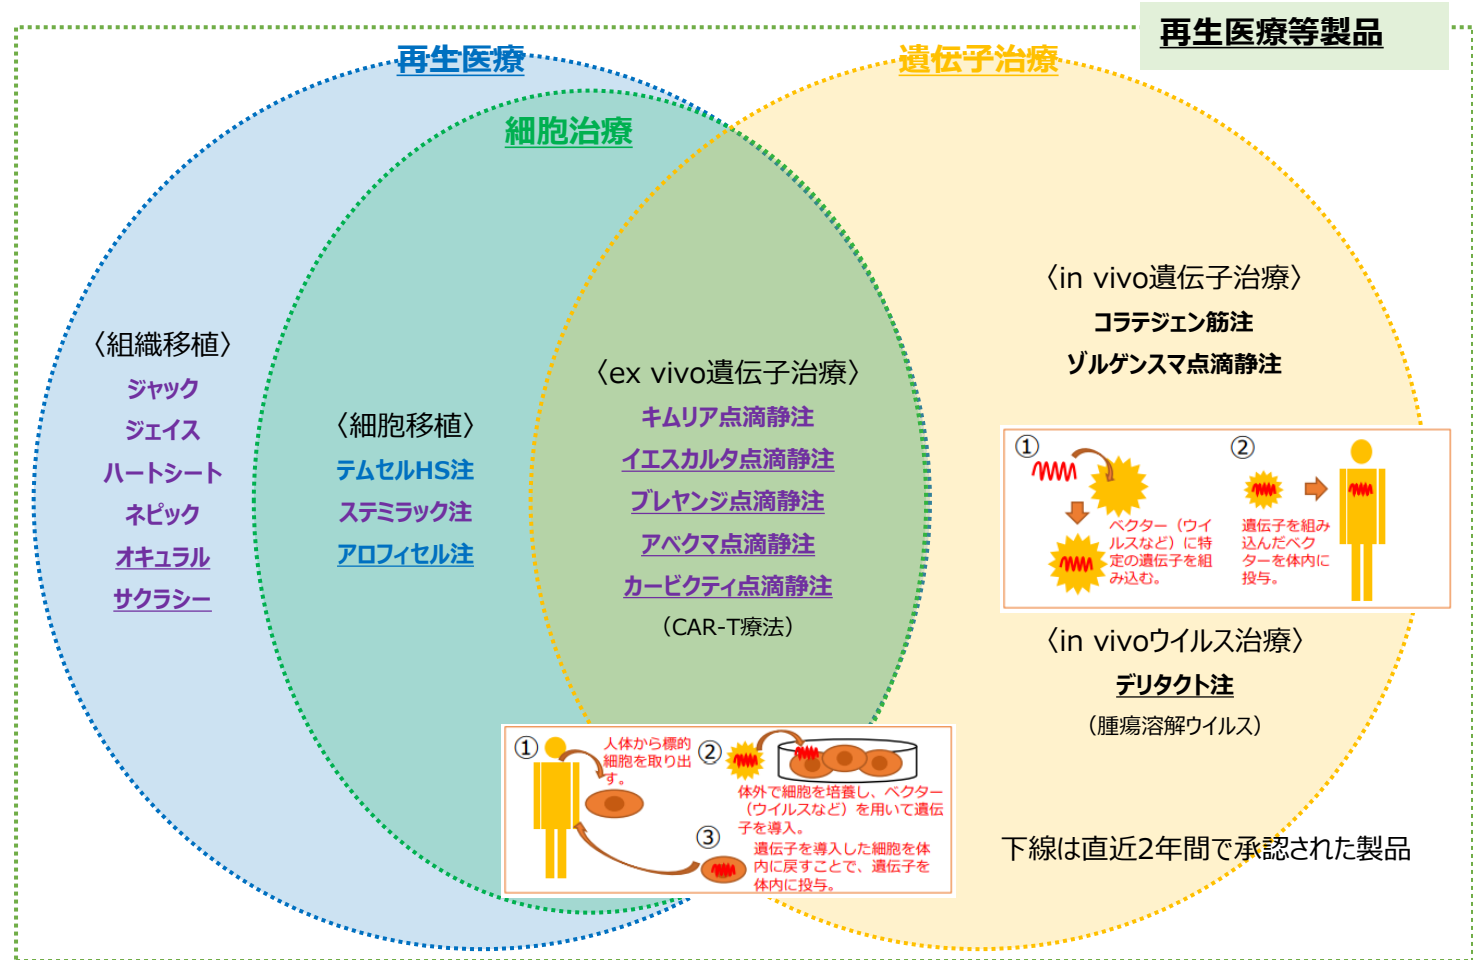 再生医療等製品
再生医療
遺伝子治療
細胞治療
〈組織移植〉
ジャック
ジェイス
ハートシート
ネピック
オキュラル
サクラシー
〈細胞移植〉
テムセルHS注
ステミラック注
アロフィセル注
〈ex vivo遺伝子治療〉
キムリア点滴静注
イエスカルタ点滴静注
ブレヤンジ点滴静注
アベクマ点滴静注
カービクティ点滴静注
（CAR-T療法）
①
人体から標的
細胞を取り出
す。
②
体外で細胞を培養し、ベクター
（ウイルスなど）を用いて遺伝
子を導入。
③
遺伝子を導入した細胞を体
内に戻すことで、遺伝子を
体内に投与。
〈in vivo遺伝子治療〉
コラテジェン筋注
ゾルゲンスマ点滴静注
①
ベクター（ウイ
ルスなど）に特
定の遺伝子を組
み込む。
②
遺伝子を組み
込んだベク
ターを体内に
投与。
〈in vivoウイルス治療〉
デリタクト注
（腫瘍溶解ウイルス）
下線は直近2年間で承認された製品